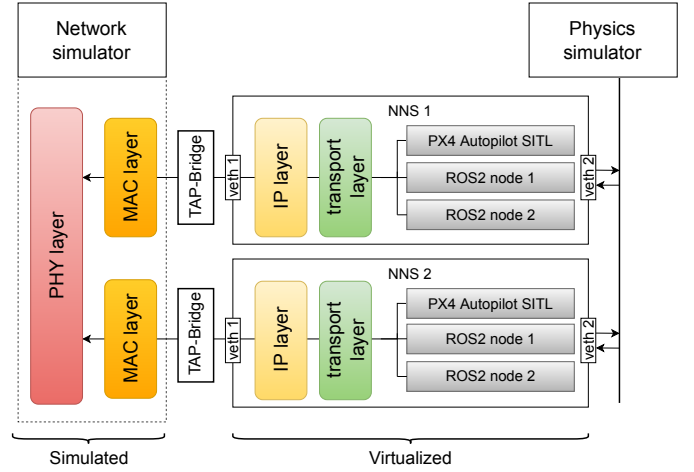 Network
simulator
Physics
simulator
NNS 1
PHY layer
MAC layer
TAP-Bridge
veth 1
IP layer
transport
layer
PX4 Autopilot SITL
ROS2 node 1
ROS2 node 2
veth 2
NNS 2
MAC layer
TAP-Bridge
veth 1
IP layer
transport
layer
PX4 Autopilot SITL
ROS2 node 1
ROS2 node 2
veth 2
Simulated
Virtualized